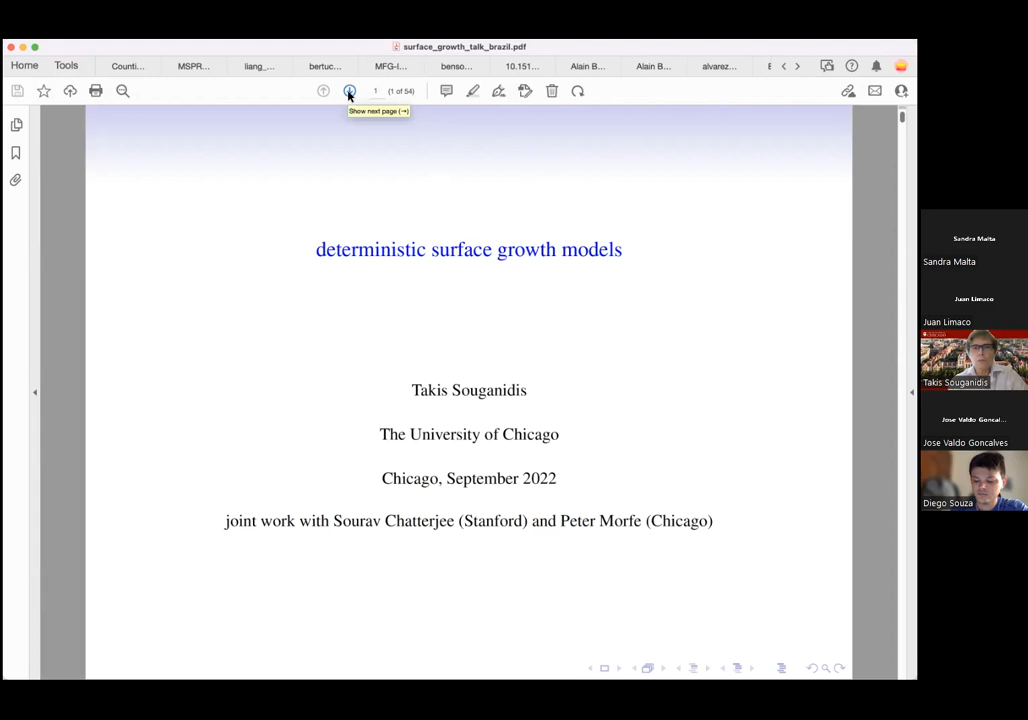 surface_growth_talk_brazil.pdf
Home Tools Counti... MSPR... liang_... bertuc... MFG-I... benso... 10.151... Alain B... Alain B... alvarez...
1 (1 of 54)
Show next page (→)
deterministic surface growth models
Takis Souganidis
The University of Chicago
Chicago, September 2022
joint work with Sourav Chatterjee (Stanford) and Peter Morfe (Chicago)
Sandra Malta
Sandra Malta
Juan Limaco
Juan Limaco
Takis Souganidis
Jose Valdo Goncal...
Jose Valdo Goncalves
Diego Souza